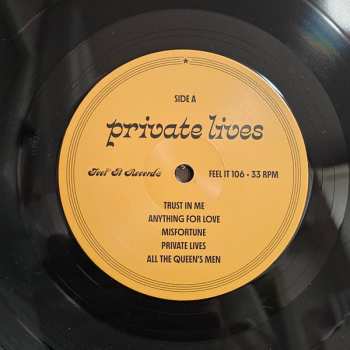 SIDE A
private lives
Feel It Records FEEL IT 106 • 33 RPM
TRUST IN ME
ANYTHING FOR LOVE
MISFORTUNE
PRIVATE LIVES
ALL THE QUEEN'S MEN